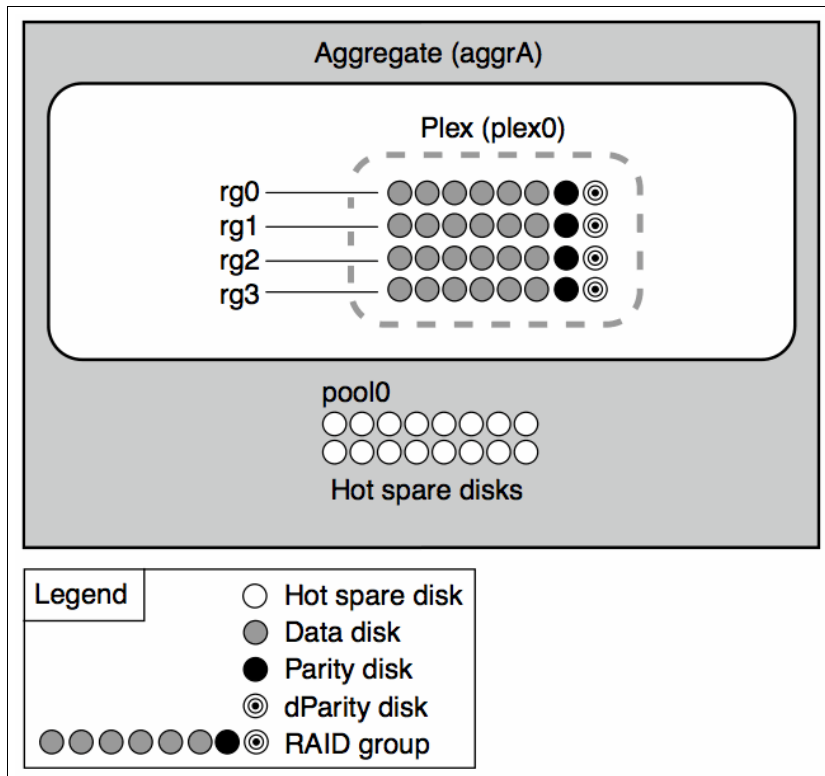 Aggregate (aggrA)
Plex (plex0)
rg0
rg1
rg2
rg3
pool0
Hot spare disks
Legend
Hot spare disk
Data disk
Parity disk
dParity disk
RAID group